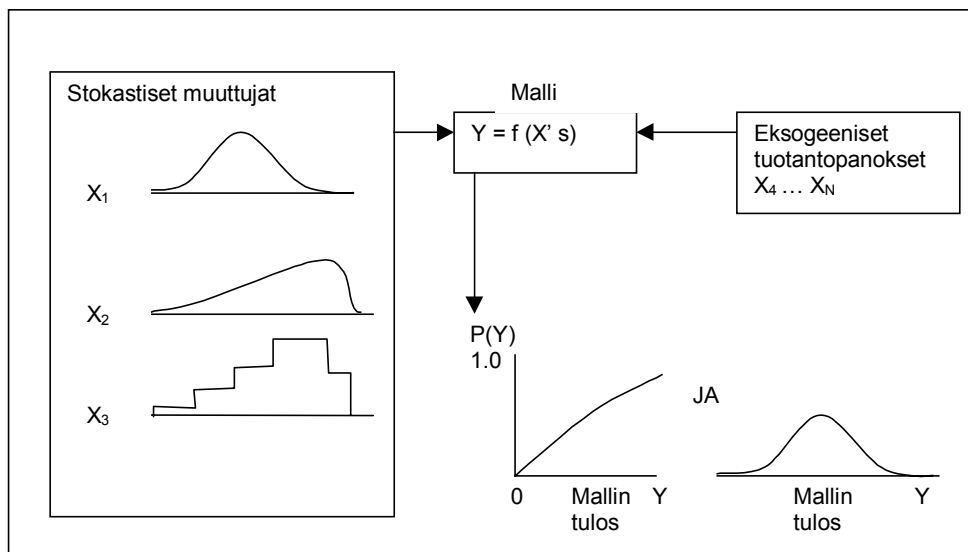 Stokastiset muuttujat
X1
X2
X3
Malli
Y = f (X' s)
Eksogeeniset
tuotantopanokset
X4 … XN
P(Y)
1.0
0
Mallin Y
tulos
JA
Mallin Y
tulos